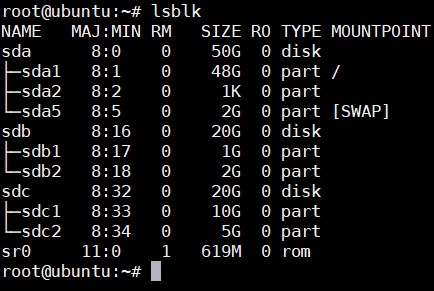 root@ubuntu:~# lsblk
NAME   MAJ:MIN RM   SIZE RO TYPE MOUNTPOINT
sda      8:0    0    50G  0 disk
├─sda1   8:1    0    48G  0 part /
├─sda2   8:2    0     1K  0 part
└─sda5   8:5    0     2G  0 part [SWAP]
sdb      8:16   0    20G  0 disk
├─sdb1   8:17   0     1G  0 part
└─sdb2   8:18   0     2G  0 part
sdc      8:32   0    20G  0 disk
├─sdc1   8:33   0    10G  0 part
└─sdc2   8:34   0     5G  0 part
sr0     11:0    1   619M  0 rom
root@ubuntu:~#